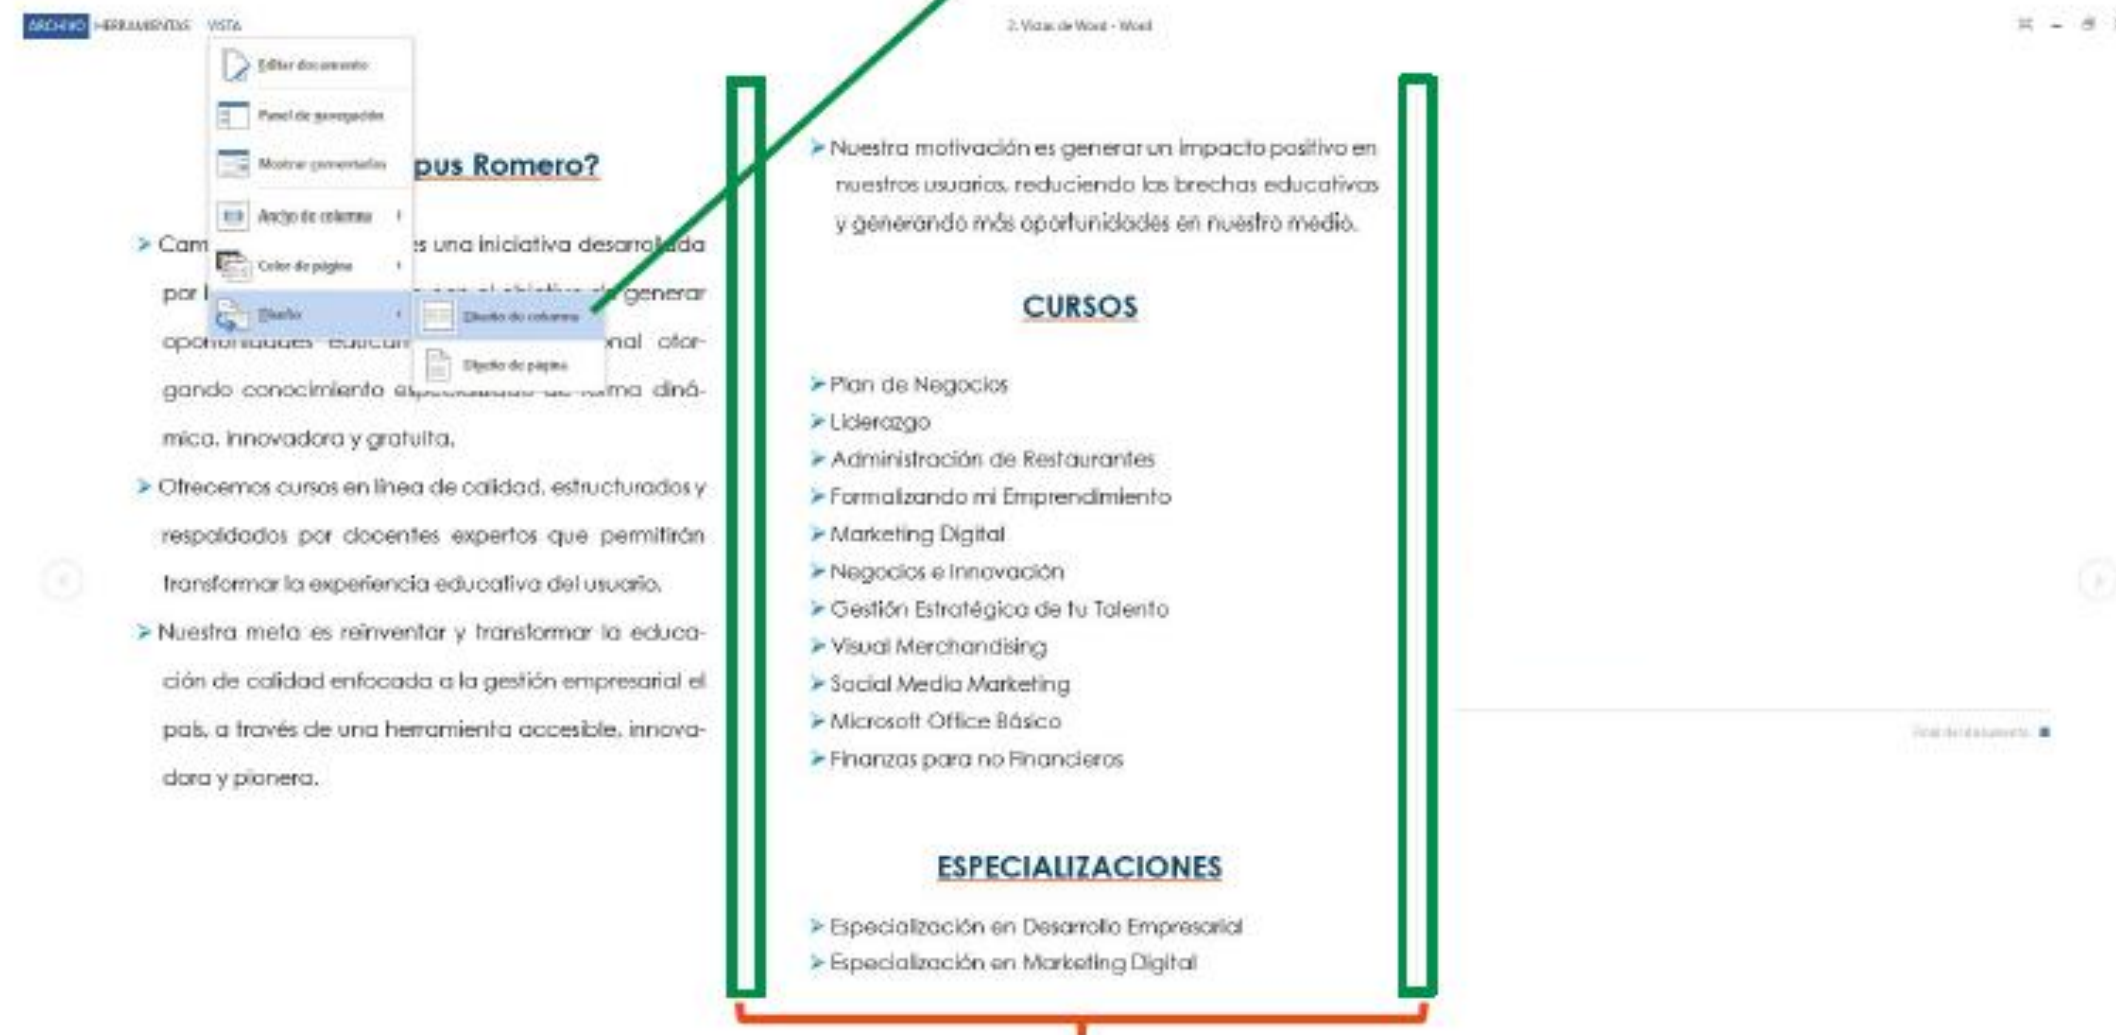 ARCHIVO HERRAMIENTAS VISTA
2. Vistas de Word - Word
Editar documento
Panel de navegación
Mostrar comentarios
Ancho de columna
Color de página
Diseño
Diseño de columna
Diseño de página
pus Romero?
➢ Cam s una iniciativa desarrollada
por generar
nal otor-
gando conocimiento ma diná-
mica, innovadora y gratuita.
➢ Ofrecemos cursos en línea de calidad, estructurados y
respaldados por docentes expertos que permitirán
transformar la experiencia educativa del usuario.
➢ Nuestra meta es reinventar y transformar la educa-
ción de calidad enfocada a la gestión empresarial el
país, a través de una herramienta accesible, innova-
dora y pionera.
➢ Nuestra motivación es generar un impacto positivo en
nuestros usuarios, reduciendo las brechas educativas
y generando más oportunidades en nuestro medio.
CURSOS
➢ Plan de Negocios
➢ Liderazgo
➢ Administración de Restaurantes
➢ Formalizando mi Emprendimiento
➢ Marketing Digital
➢ Negocios e Innovación
➢ Gestión Estratégica de tu Talento
➢ Visual Merchandising
➢ Social Media Marketing
➢ Microsoft Office Básico
➢ Finanzas para no Financieros
ESPECIALIZACIONES
➢ Especialización en Desarrollo Empresarial
➢ Especialización en Marketing Digital
Final del documento